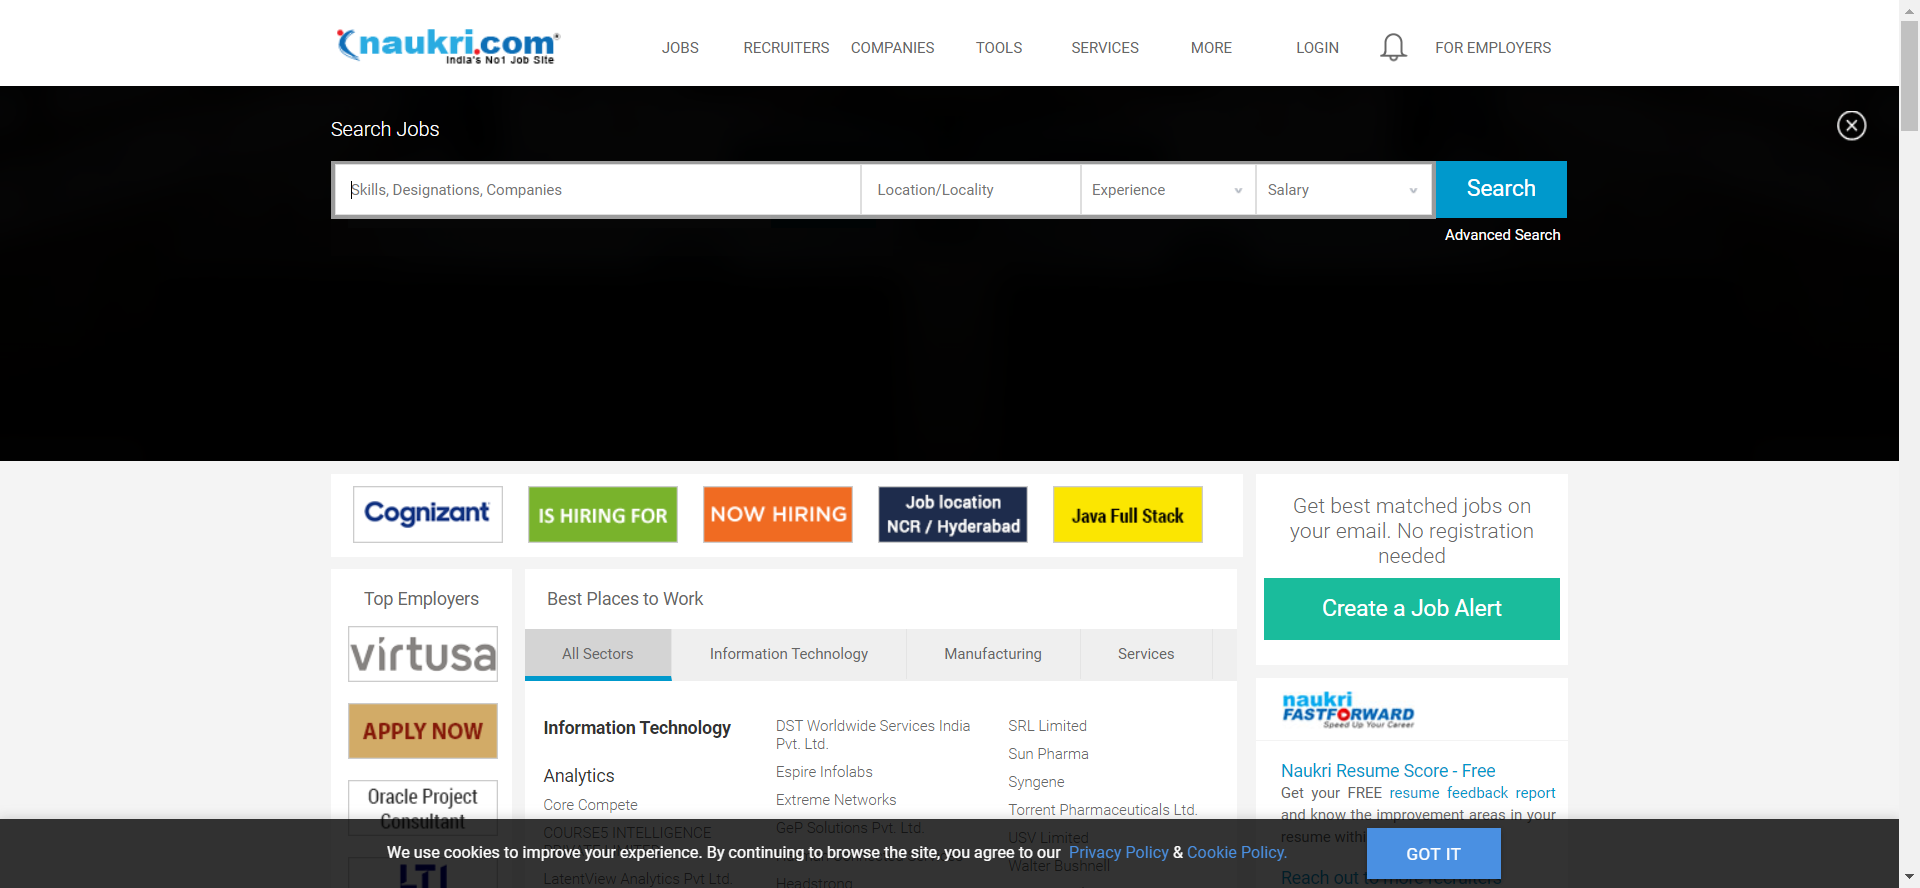 naukri.com
India's No1 Job Site
JOBS
RECRUITERS
COMPANIES
TOOLS
SERVICES
MORE
LOGIN
FOR EMPLOYERS
Search Jobs
Skills, Designations, Companies
Location/Locality
Experience
Salary
Search
Advanced Search
Cognizant
IS HIRING FOR
NOW HIRING
Job location
NCR / Hyderabad
Java Full Stack
Get best matched jobs on
your email. No registration
needed
Create a Job Alert
Top Employers
virtusa
APPLY NOW
Oracle Project
Consultant
LTI
Best Places to Work
All Sectors
Information Technology
Manufacturing
Services
Information Technology
Analytics
Core Compete
COURSE5 INTELLIGENCE
LatentView Analytics Pvt Ltd.
DST Worldwide Services India
Pvt. Ltd.
Espire Infolabs
Extreme Networks
GeP Solutions Pvt. Ltd.
Headstrong
SRL Limited
Sun Pharma
Syngene
Torrent Pharmaceuticals Ltd.
USV Limited
Walter Bushnell
naukri
FASTFORWARD
Speed Up Your Career
Naukri Resume Score - Free
Get your FREE resume feedback report
and know the improvement areas in your
resume within
Reach out to more recruiters
We use cookies to improve your experience. By continuing to browse the site, you agree to our Privacy Policy & Cookie Policy.
GOT IT